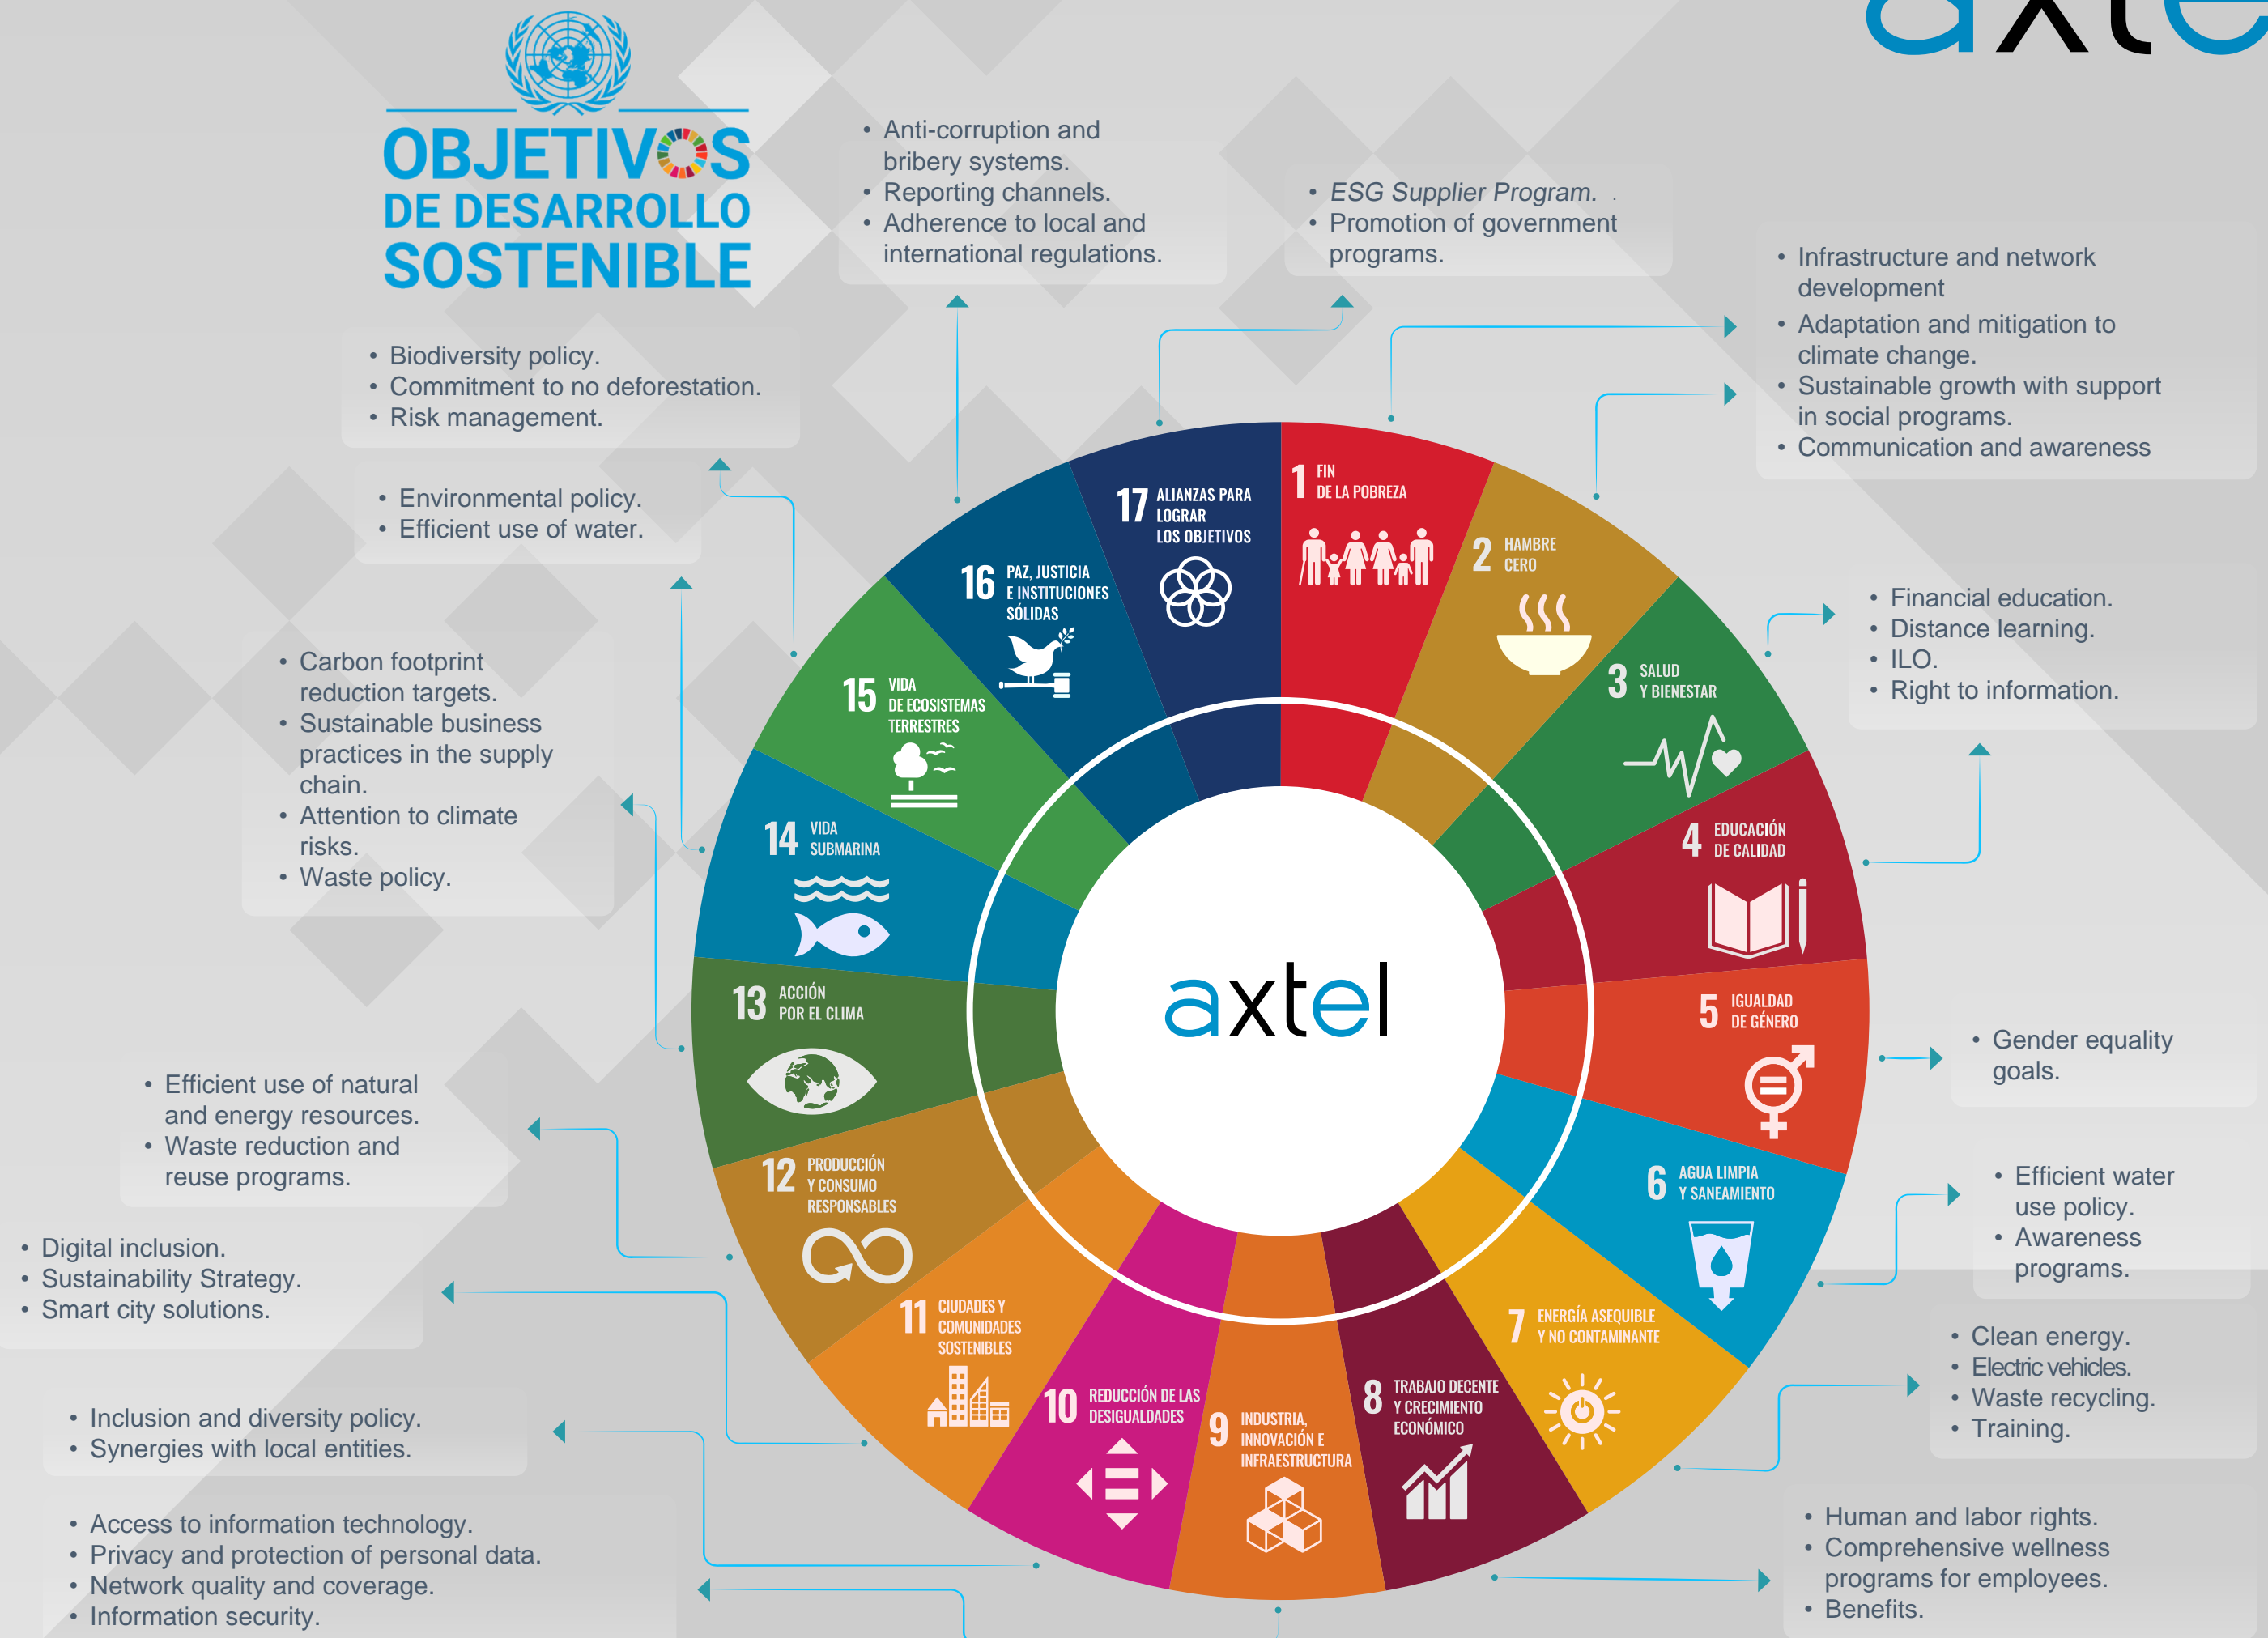 axtel
OBJETIVOS
DE DESARROLLO
SOSTENIBLE
• Anti-corruption and
bribery systems.
• Reporting channels.
• Adherence to local and
international regulations.
• ESG Supplier Program. .
• Promotion of government
programs.
• Infrastructure and network
development
• Adaptation and mitigation to
climate change.
• Sustainable growth with support
in social programs.
• Communication and awareness
• Biodiversity policy.
• Commitment to no deforestation.
• Risk management.
• Environmental policy.
• Efficient use of water.
• Financial education.
• Distance learning.
• ILO.
• Right to information.
• Carbon footprint
reduction targets.
• Sustainable business
practices in the supply
chain.
• Attention to climate
risks.
• Waste policy.
• Gender equality
goals.
• Efficient use of natural
and energy resources.
• Waste reduction and
reuse programs.
• Efficient water
use policy.
• Awareness
programs.
• Digital inclusion.
• Sustainability Strategy.
• Smart city solutions.
• Clean energy.
• Electric vehicles.
• Waste recycling.
• Training.
• Inclusion and diversity policy.
• Synergies with local entities.
• Access to information technology.
• Privacy and protection of personal data.
• Network quality and coverage.
• Information security.
• Human and labor rights.
• Comprehensive wellness
programs for employees.
• Benefits.
1 FIN
DE LA POBREZA
2 HAMBRE
CERO
3 SALUD
Y BIENESTAR
4 EDUCACIÓN
DE CALIDAD
5 IGUALDAD
DE GÉNERO
6 AGUA LIMPIA
Y SANEAMIENTO
7 ENERGÍA ASEQUIBLE
Y NO CONTAMINANTE
8 TRABAJO DECENTE
Y CRECIMIENTO
ECONÓMICO
9 INDUSTRIA,
INNOVACIÓN E
INFRAESTRUCTURA
10 REDUCCIÓN DE LAS
DESIGUALDADES
11 CIUDADES Y
COMUNIDADES
SOSTENIBLES
12 PRODUCCIÓN
Y CONSUMO
RESPONSABLES
13 ACCIÓN
POR EL CLIMA
14 VIDA
SUBMARINA
15 VIDA
DE ECOSISTEMAS
TERRESTRES
16 PAZ, JUSTICIA
E INSTITUCIONES
SÓLIDAS
17 ALIANZAS PARA
LOGRAR
LOS OBJETIVOS
axtel